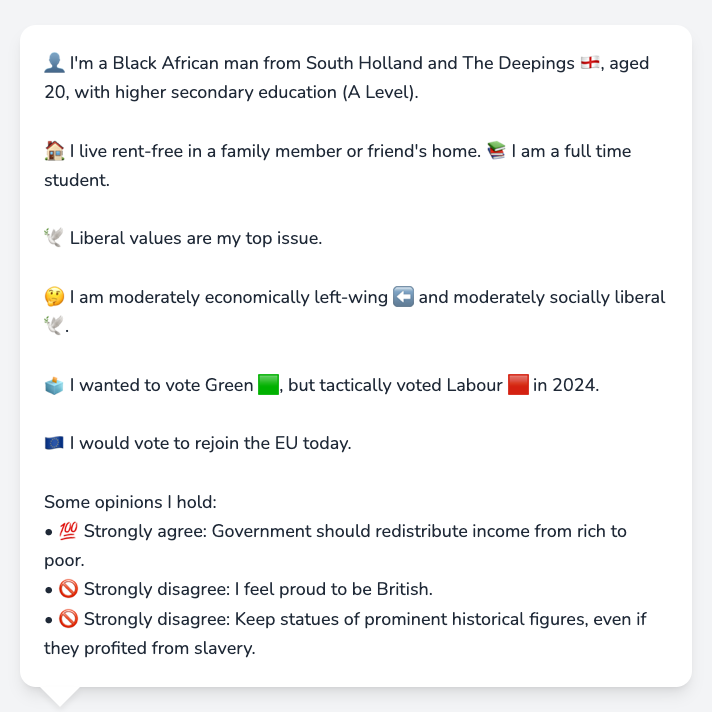 👤 I'm a Black African man from South Holland and The Deepings 🏴󠁧󠁢󠁥󠁮󠁧󠁿, aged
20, with higher secondary education (A Level).
🏠 I live rent-free in a family member or friend's home. 📚 I am a full time
student.
🕊️ Liberal values are my top issue.
🤔 I am moderately economically left-wing ⬅️ and moderately socially liberal
🕊️.
🗳️ I wanted to vote Green 🟩, but tactically voted Labour 🟥 in 2024.
🇪🇺 I would vote to rejoin the EU today.
Some opinions I hold:
• 💯 Strongly agree: Government should redistribute income from rich to
poor.
• 🚫 Strongly disagree: I feel proud to be British.
• 🚫 Strongly disagree: Keep statues of prominent historical figures, even if
they profited from slavery.